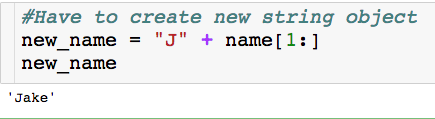 #Have to create new string object
new_name = "J" + name[1:]
new_name
'Jake'